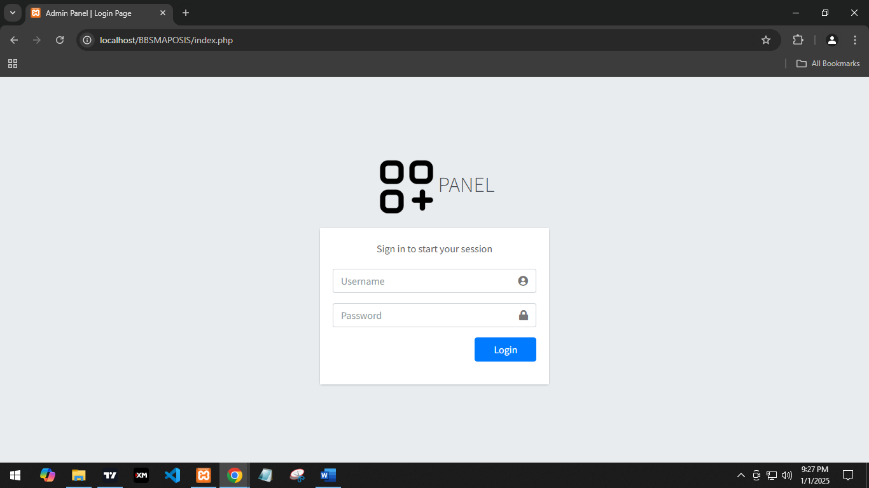 Admin Panel | Login Page
localhost/BBSMAPOSIS/index.php
All Bookmarks
PANEL
Sign in to start your session
Username
Password
Login
XM
W
9:27 PM
1/1/2025